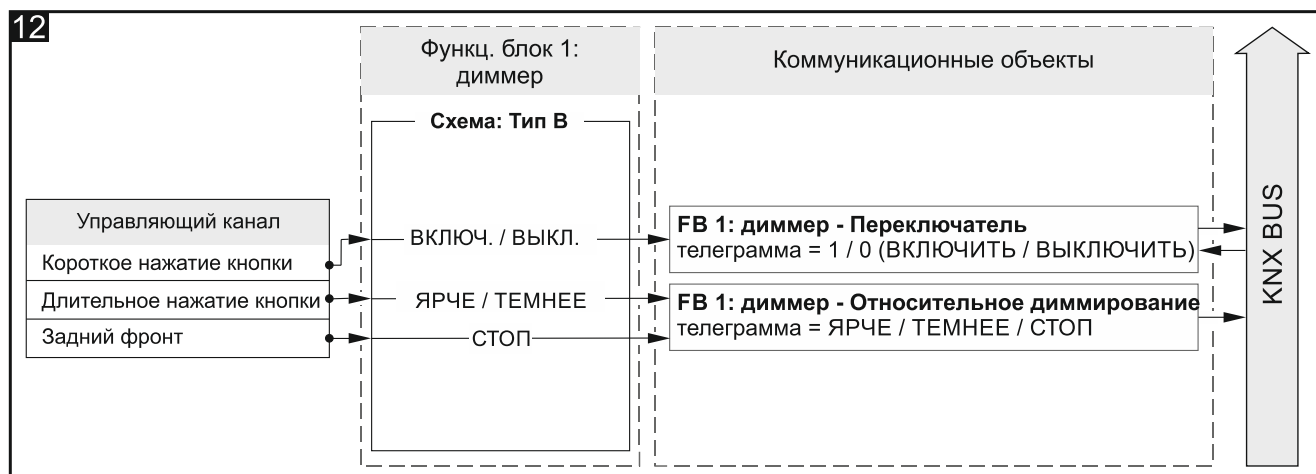 12
Функц. блок 1:
диммер
Коммуникационные объекты
Схема: Тип B
Управляющий канал
Короткое нажатие кнопки
Длительное нажатие кнопки
Задний фронт
ВКЛЮЧ. / ВЫКЛ.
ЯРЧЕ / ТЕМНЕЕ
СТОП
FB 1: диммер - Переключатель
телеграмма = 1 / 0 (ВКЛЮЧИТЬ / ВЫКЛЮЧИТЬ)
FB 1: диммер - Относительное диммирование
телеграмма = ЯРЧЕ / ТЕМНЕЕ / СТОП
KNX BUS